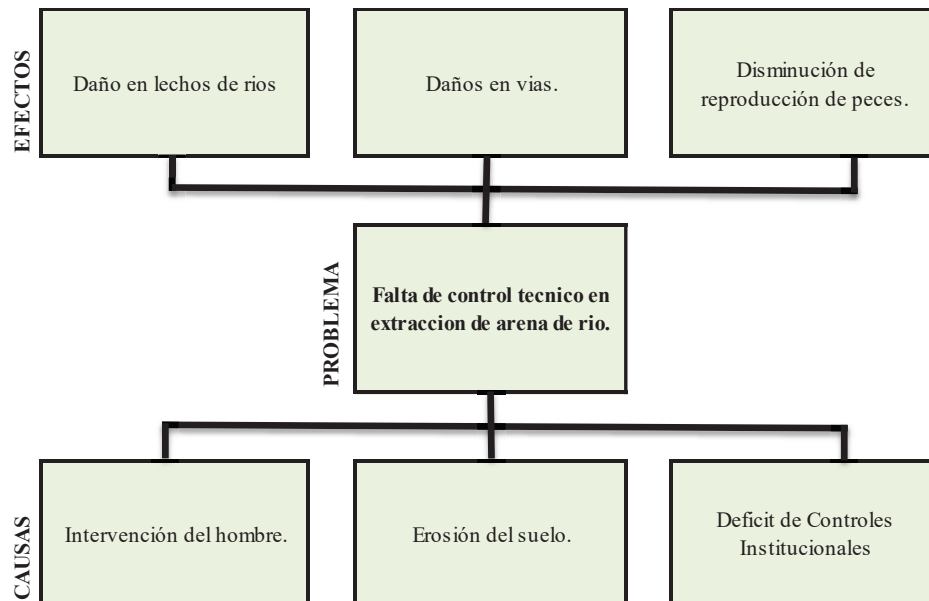 EFECTOS
Daño en lechos de rios
Daños en vias.
Disminución de
reproducción de peces.
PROBLEMA
Falta de control tecnico en
extraccion de arena de rio.
CAUSAS
Intervención del hombre.
Erosión del suelo.
Deficit de Controles
Institucionales